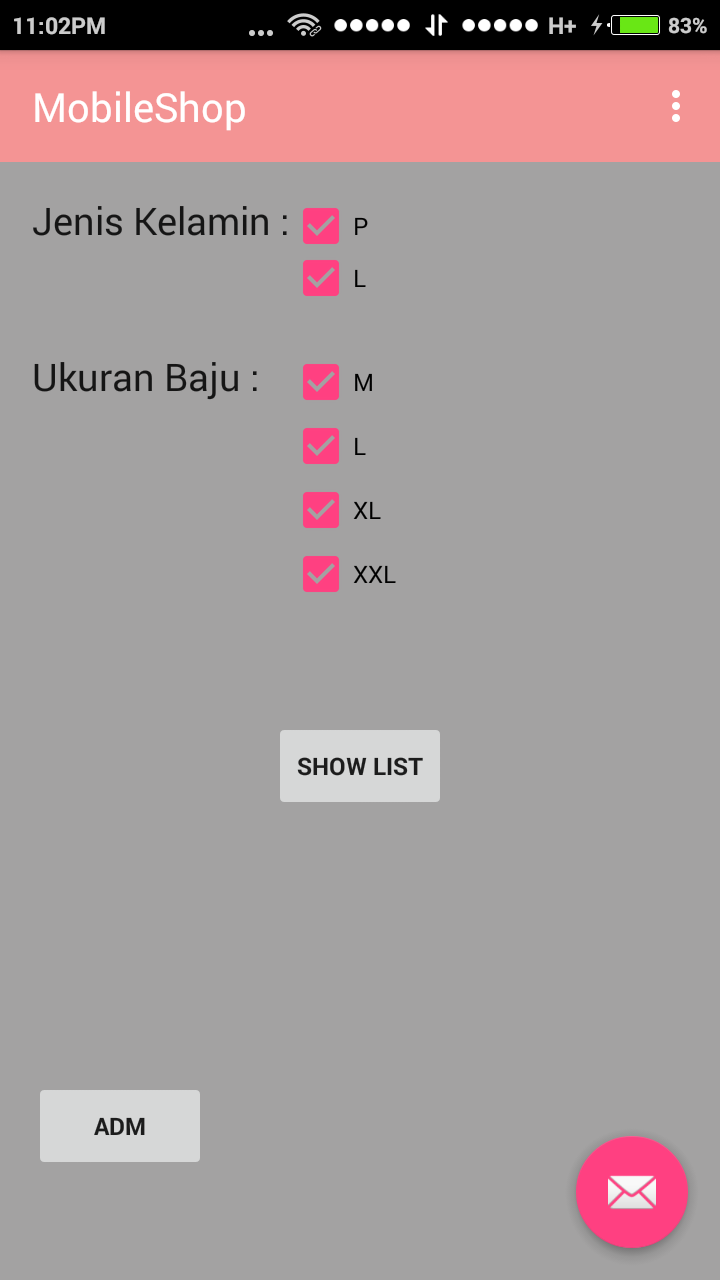 11:02PM ... H+ 83%
MobileShop
Jenis Kelamin : P
L
Ukuran Baju : M
L
XL
XXL
SHOW LIST
ADM